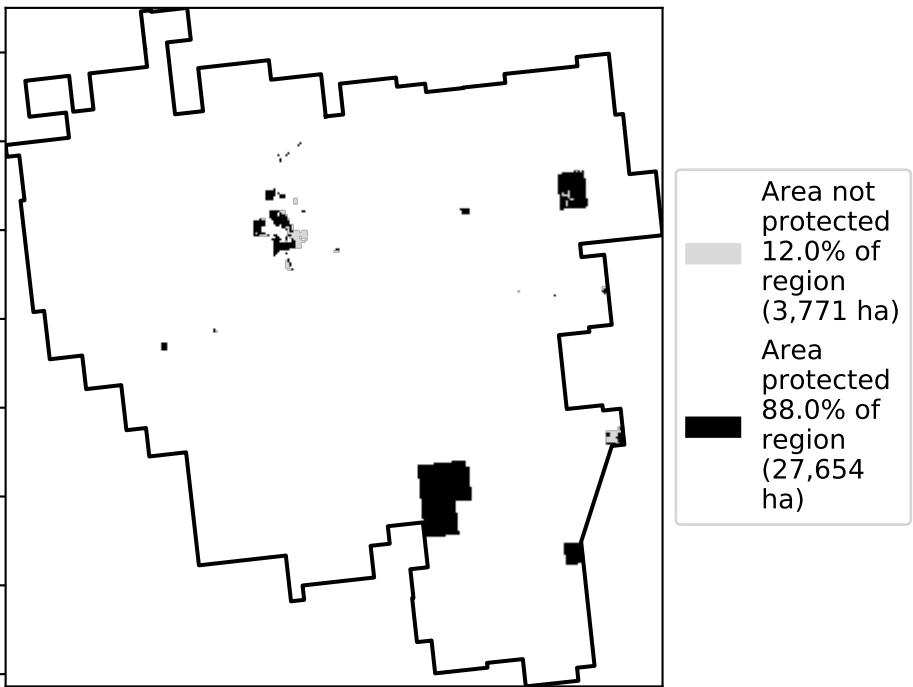 Area not
protected
12.0% of
region
(3,771 ha)
Area
protected
88.0% of
region
(27,654
ha)